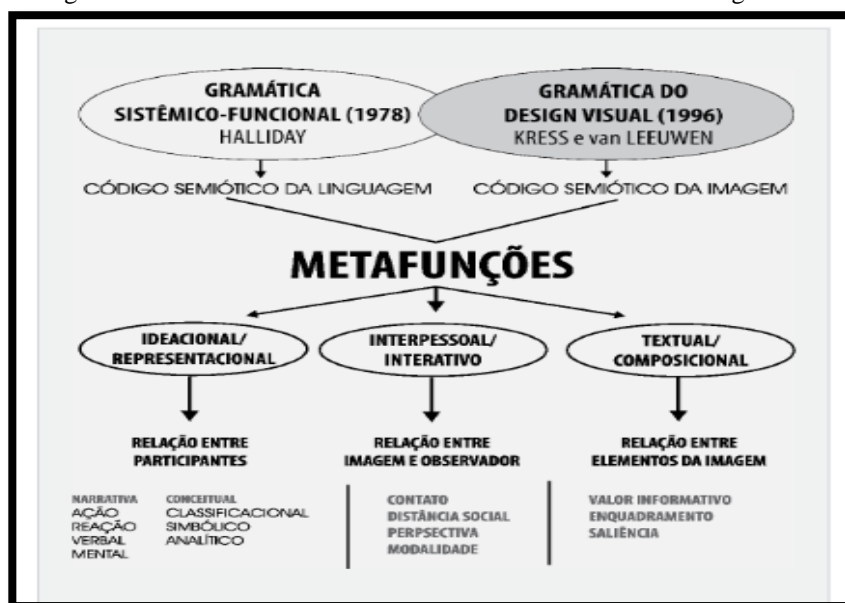 GRAMÁTICA
SISTÊMICO-FUNCIONAL (1978)
HALLIDAY
GRAMÁTICA DO
DESIGN VISUAL (1996)
KRESS e van LEEUWEN
CÓDIGO SEMIÓTICO DA LINGUAGEM
CÓDIGO SEMIÓTICO DA IMAGEM
METAFUNÇÕES
IDEACIONAL/
REPRESENTACIONAL
INTERPESSOAL/
INTERATIVO
TEXTUAL/
COMPOSICIONAL
RELAÇÃO ENTRE
PARTICIPANTES
RELAÇÃO ENTRE
IMAGEM E OBSERVADOR
RELAÇÃO ENTRE
ELEMENTOS DA IMAGEM
NARRATIVA
AÇÃO
REAÇÃO
VERBAL
MENTAL
CONCEITUAL
CLASSIFICACIONAL
SIMBÓLICO
ANALÍTICO
CONTATO
DISTÂNCIA SOCIAL
PERPSECTIVA
MODALIDADE
VALOR INFORMATIVO
ENQUADRAMENTO
SALIÊNCIA